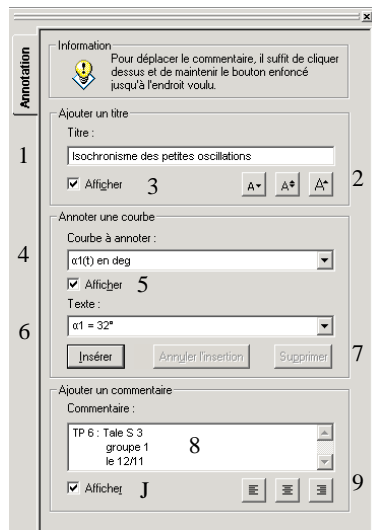 Annotation
Information
Pour déplacer le commentaire, il suffit de cliquer
dessus et de maintenir le bouton enfoncé
jusqu'à l'endroit voulu.
Ajouter un titre
Titre :
1
Isochronisme des petites oscillations
Afficher
3
A
A
A
2
Annoter une courbe
Courbe à annoter :
4
α1(t) en deg
Afficher
5
Texte :
6
α1 = 32°
Insérer
Annuler l'insertion
Supprimer
7
Ajouter un commentaire
Commentaire :
TP 6 : Tale S 3
groupe 1
le 12/11
8
Afficher
J
9